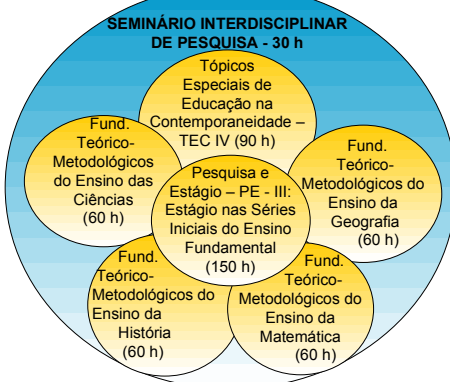 SEMINÁRIO INTERDISCIPLINAR
DE PESQUISA - 30 h
Tópicos
Especiais de
Educação na
Contemporaneidade –
TEC IV (90 h)
Fund.
Teórico-
Metodológicos
do Ensino das
Ciências
(60 h)
Pesquisa e
Estágio – PE - III:
Estágio nas Séries
Iniciais do Ensino
Fundamental
(150 h)
Fund.
Teórico-
Metodológicos do
Ensino da
Geografia
(60 h)
Fund.
Teórico-
Metodológicos do
Ensino da
História
(60 h)
Fund.
Teórico-
Metodológicos do
Ensino da
Matemática
(60 h)